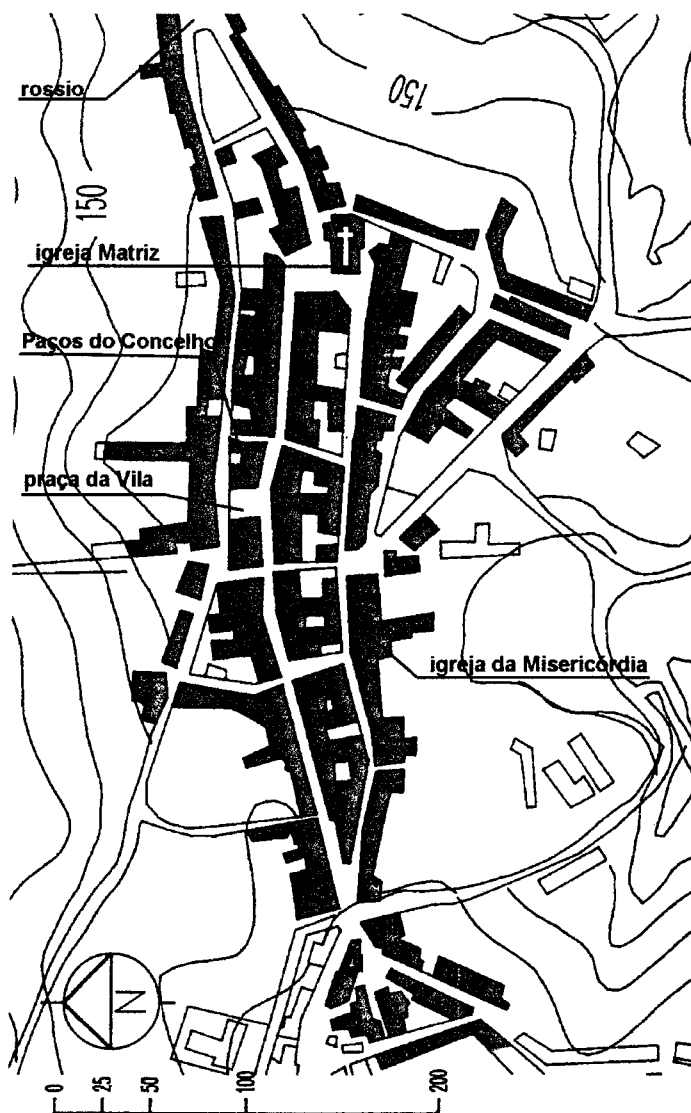 rossio
150
150
igreja Matriz
Paços do Concelho
praça da Vila
igreja da Misericórdia
N
0 25 50 100 200